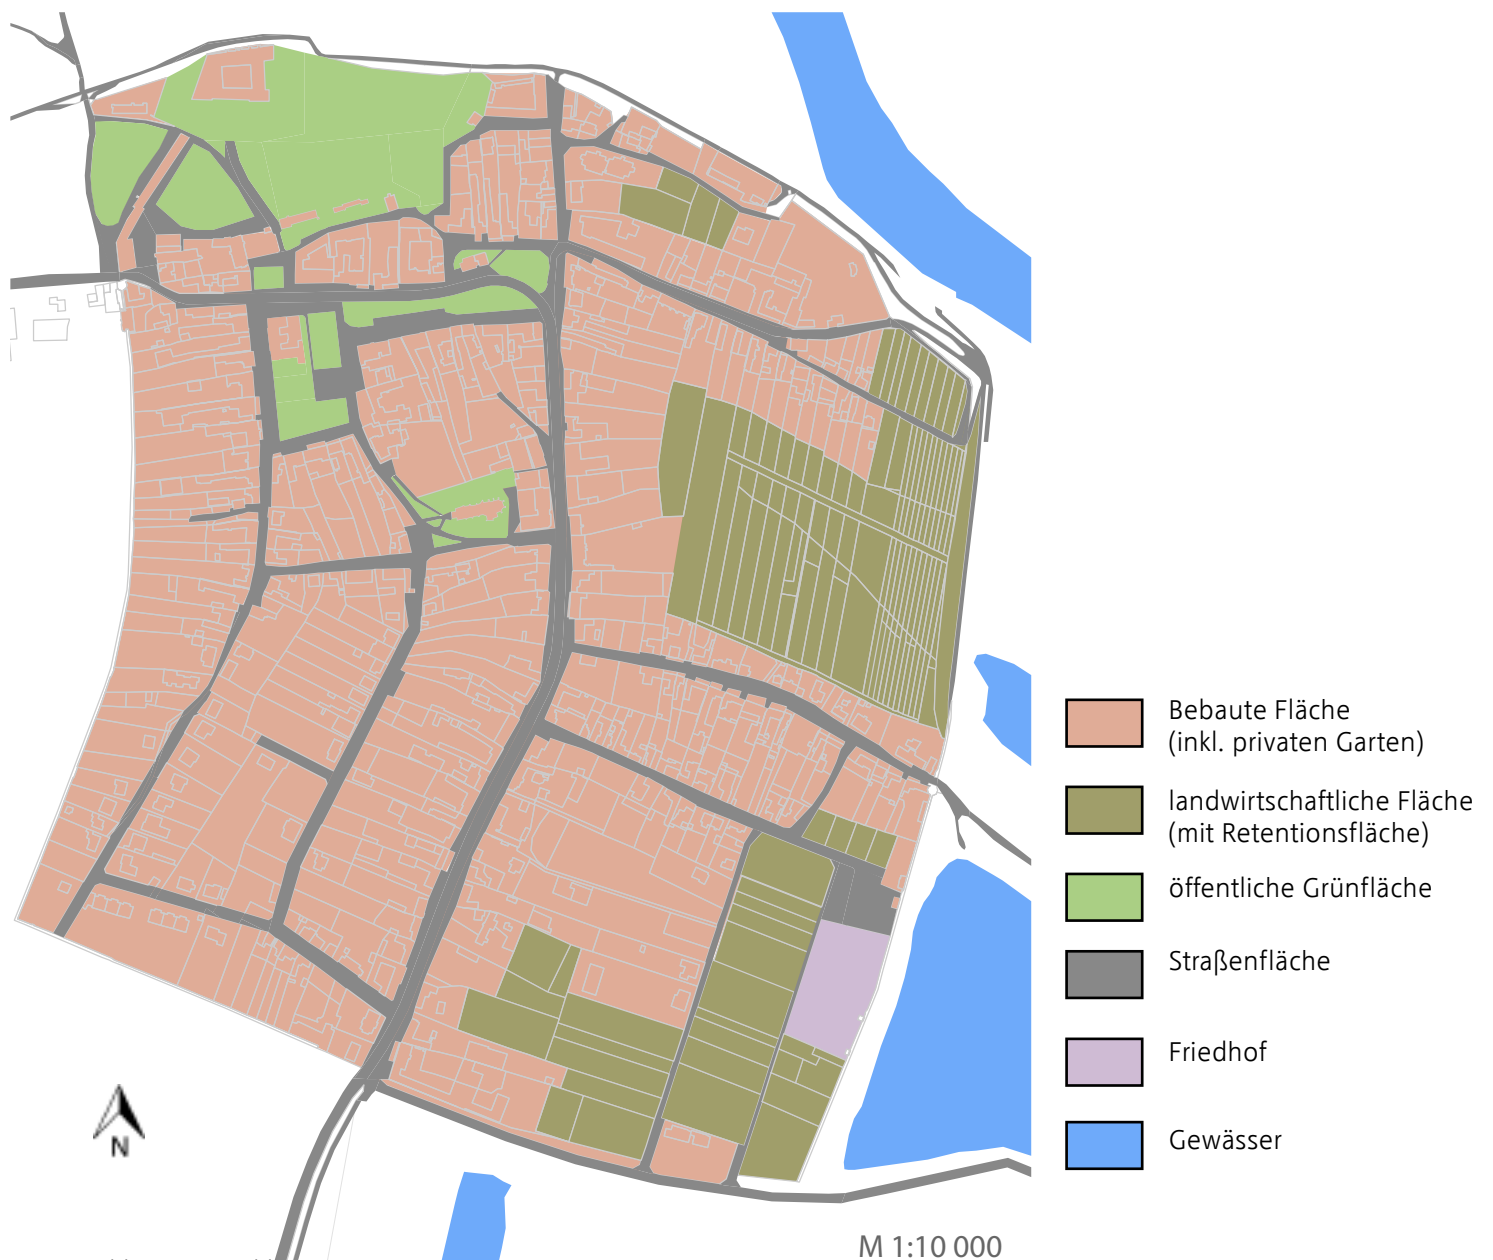 Bebaute Fläche
(inkl. privaten Garten)
landwirtschaftliche Fläche
(mit Retentionsfläche)
öffentliche Grünfläche
Straßenfläche
Friedhof
Gewässer
N
M 1:10 000